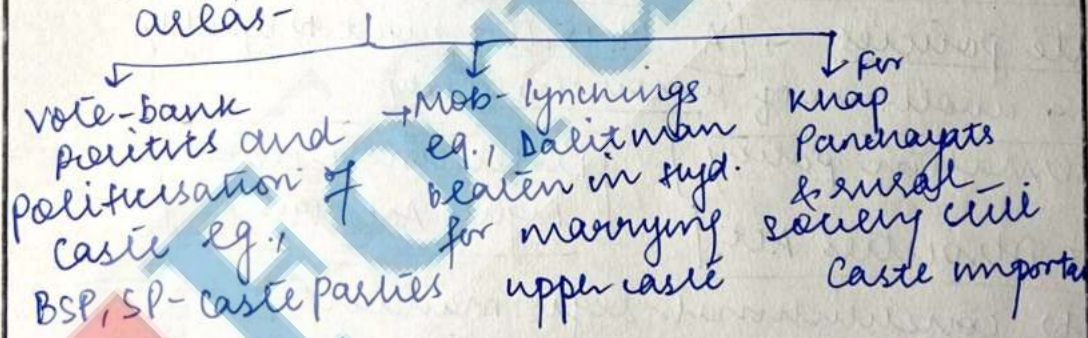 areas-
Vote-bank
politics and
politicisation of
caste eg.,
BSP, SP- caste parties
→ Mob-lynchings
eg., Dalit man
beaten in Hyd.
for marrying
upper caste
for
Khap
Panchayats
& rural
society still
Caste importa